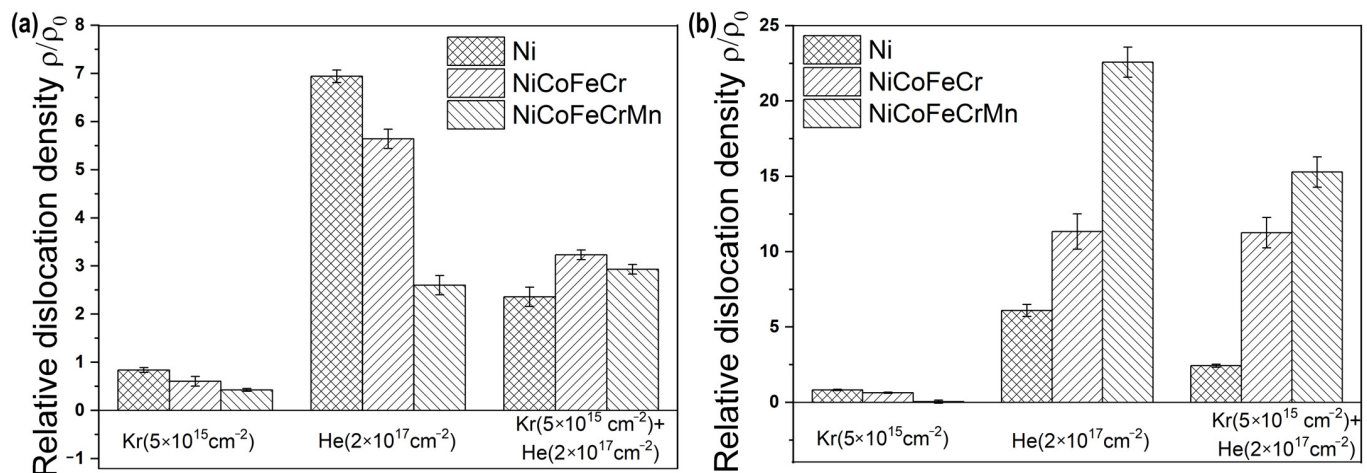 (a)
Relative dislocation density ρ/ρ₀
8
7
6
5
4
3
2
1
0
−1
Ni
NiCoFeCr
NiCoFeCrMn
Kr(5×10¹⁵cm⁻²)
He(2×10¹⁷cm⁻²)
Kr(5×10¹⁵ cm⁻²)+
He(2×10¹⁷cm⁻²)
(b)
Relative dislocation density ρ/ρ₀
25
20
15
10
5
0
Ni
NiCoFeCr
NiCoFeCrMn
Kr(5×10¹⁵cm⁻²)
He(2×10¹⁷cm⁻²)
Kr(5×10¹⁵ cm⁻²)+
He(2×10¹⁷cm⁻²)